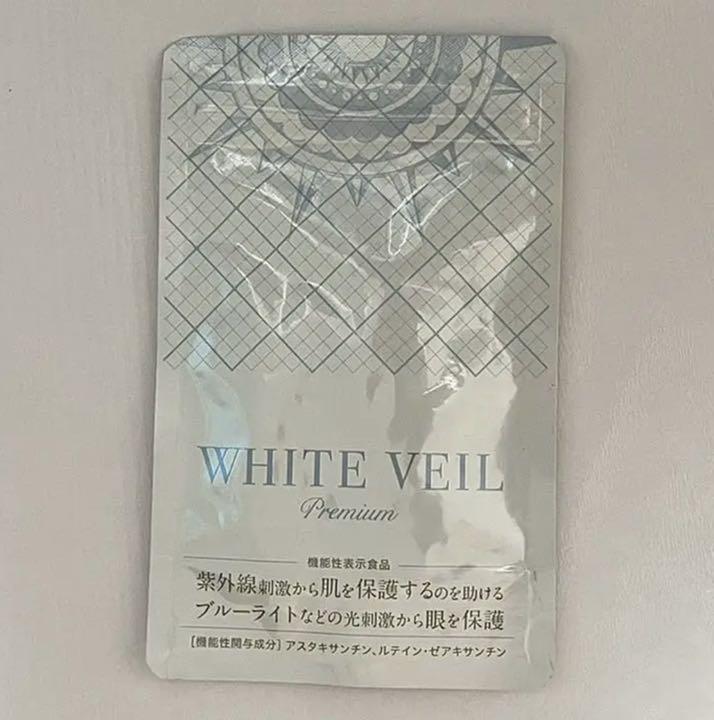 WHITE VEIL
Premium
機能性表示食品
紫外線刺激から肌を保護するのを助ける
ブルーライトなどの光刺激から眼を保護
[機能性関与成分] アスタキサンチン、ルテイン・ゼアキサンチン